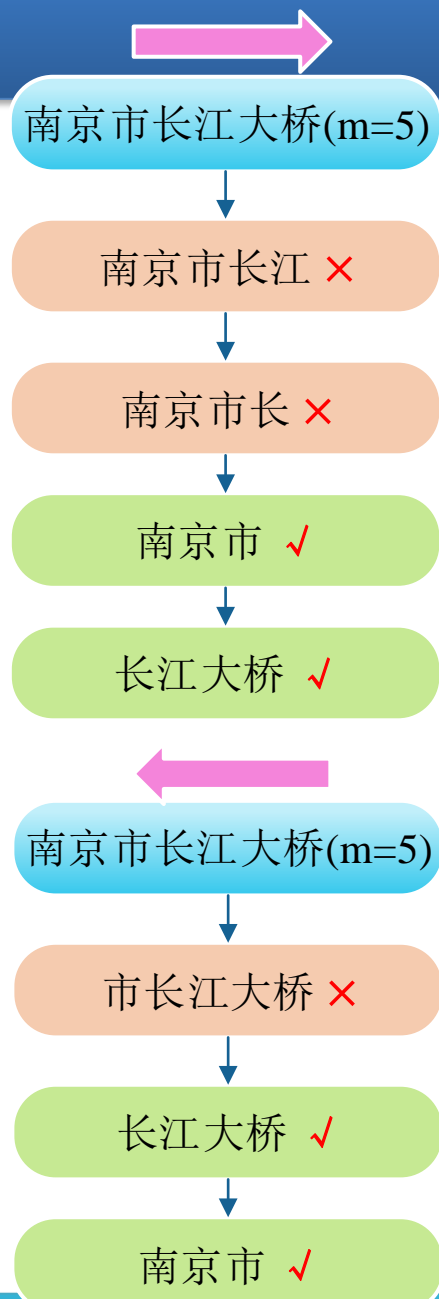 南京市长江大桥(m=5)
南京市长江 ×
南京市长 ×
南京市 √
长江大桥 √
南京市长江大桥(m=5)
市长江大桥 ×
长江大桥 √
南京市 √